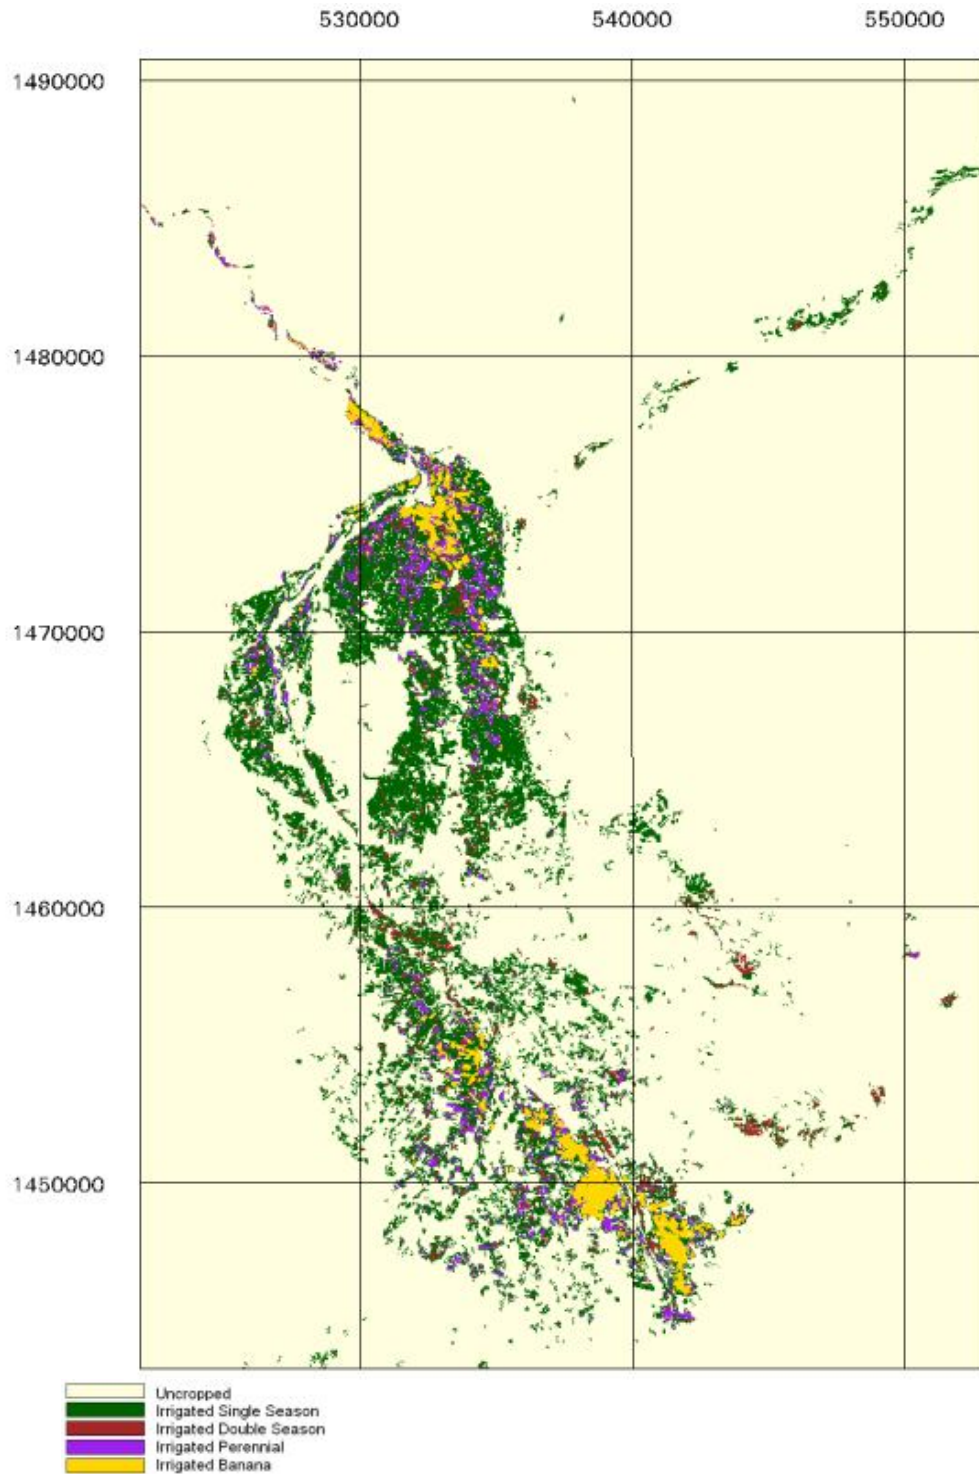 530000 540000 550000
1490000
1480000
1470000
1460000
1450000
Uncropped
Irrigated Single Season
Irrigated Double Season
Irrigated Perennial
Irrigated Banana